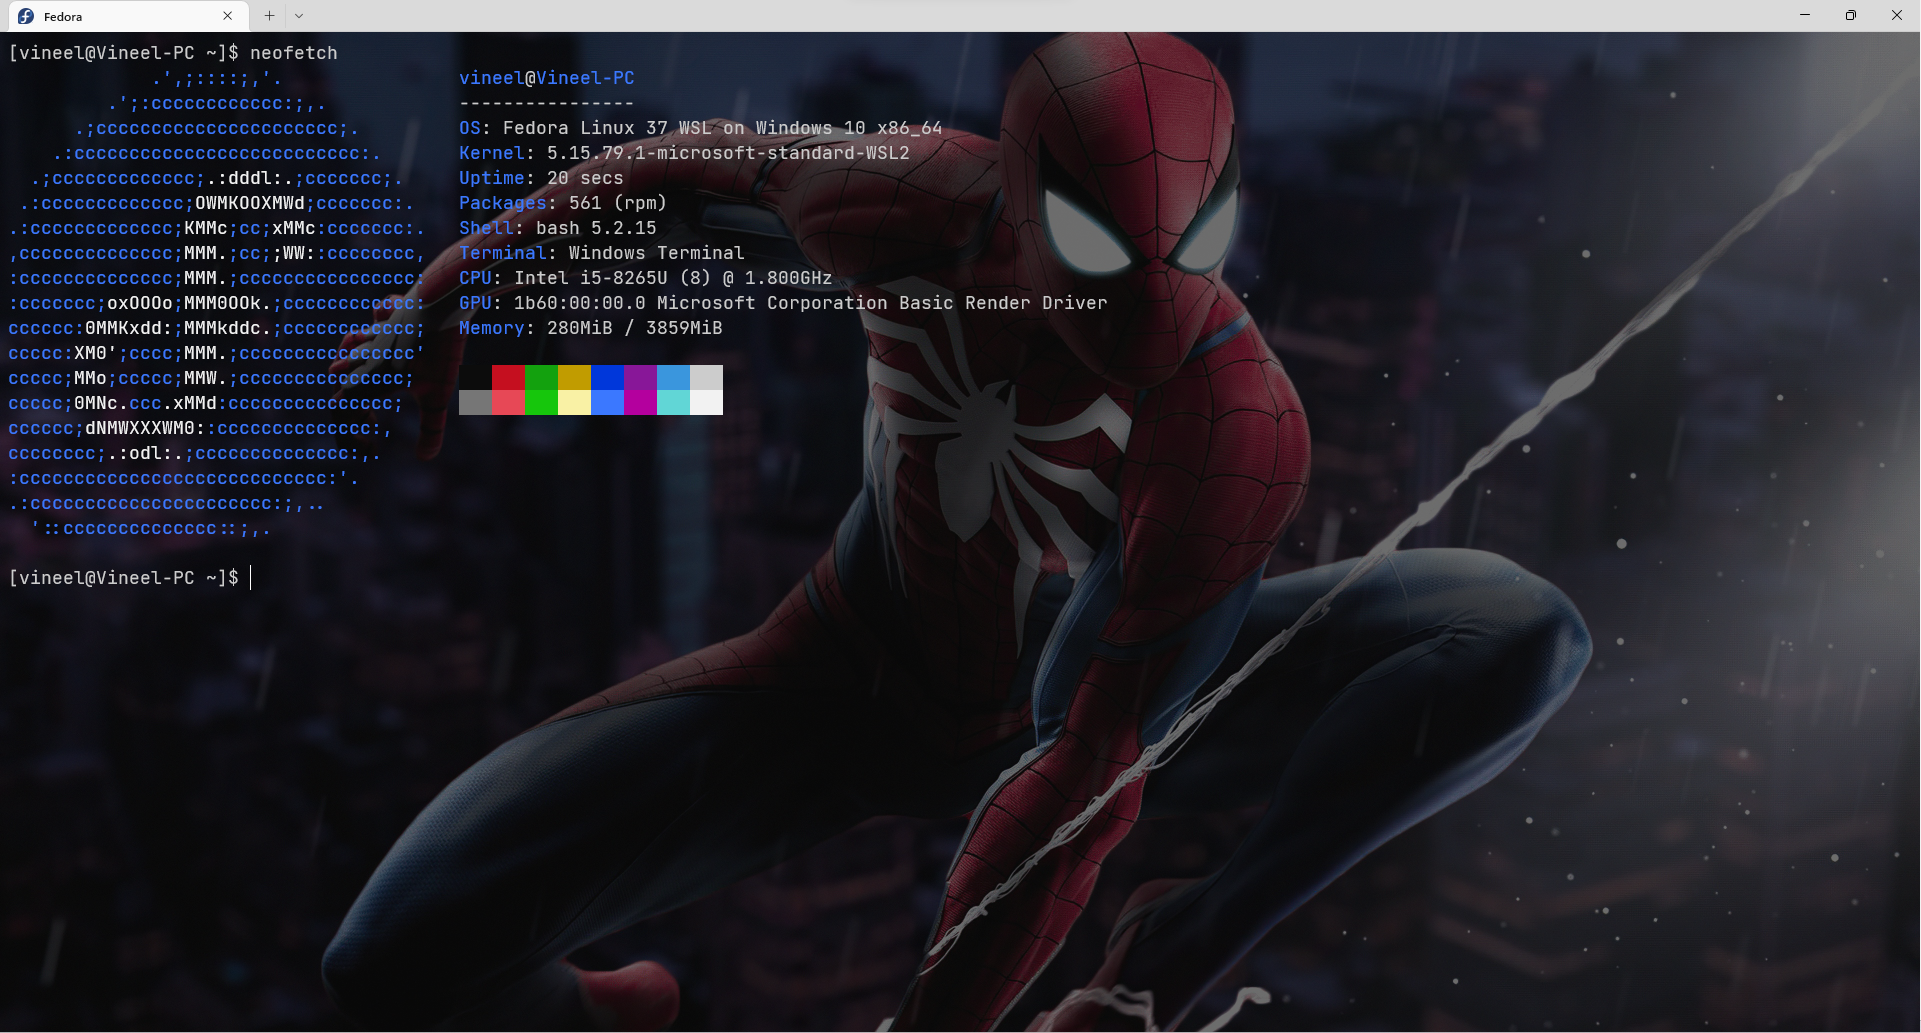 Fedora
[vineel@Vineel-PC ~]$ neofetch
             .',;::::;,'.                vineel@Vineel-PC
         .';:cccccccccccc:;,.            ----------------
      .;cccccccccccccccccccccc;.         OS: Fedora Linux 37 WSL on Windows 10 x86_64
    .:cccccccccccccccccccccccccc:.       Kernel: 5.15.79.1-microsoft-standard-WSL2
  .;ccccccccccccc;.:dddl:.;ccccccc;.     Uptime: 20 secs
 .:ccccccccccccc;OWMKOOXMWd;ccccccc:.    Packages: 561 (rpm)
.:ccccccccccccc;KMMc;cc;xMMc:ccccccc:.   Shell: bash 5.2.15
,cccccccccccccc;MMM.;cc;;WW::cccccccc,   Terminal: Windows Terminal
:cccccccccccccc;MMM.;cccccccccccccccc:   CPU: Intel i5-8265U (8) @ 1.800GHz
:ccccccc;oxOOOo;MMM0OOk.;cccccccccccc:   GPU: 1b60:00:00.0 Microsoft Corporation Basic Render Driver
cccccc:0MMKxdd:;MMMkddc.;cccccccccccc;   Memory: 280MiB / 3859MiB
ccccc:XM0';cccc;MMM.;cccccccccccccccc'
ccccc;MMo;ccccc;MMW.;ccccccccccccccc;
ccccc;0MNc.ccc.xMMd:ccccccccccccccc;
cccccc;dNMWXXXWM0::cccccccccccccc:,
cccccccc;.:odl:.;cccccccccccccc:,.
:cccccccccccccccccccccccccccc:'.
.:cccccccccccccccccccccc:;,..
  '::cccccccccccccc::;,.
[vineel@Vineel-PC ~]$